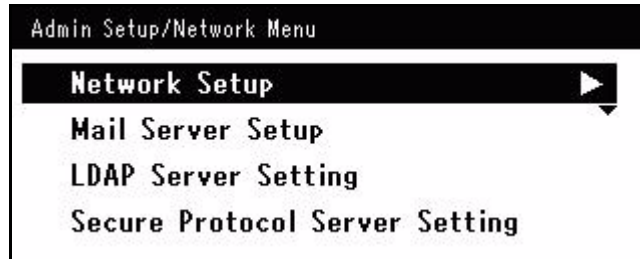 Admin Setup/Network Menu
Network Setup
Mail Server Setup
LDAP Server Setting
Secure Protocol Server Setting